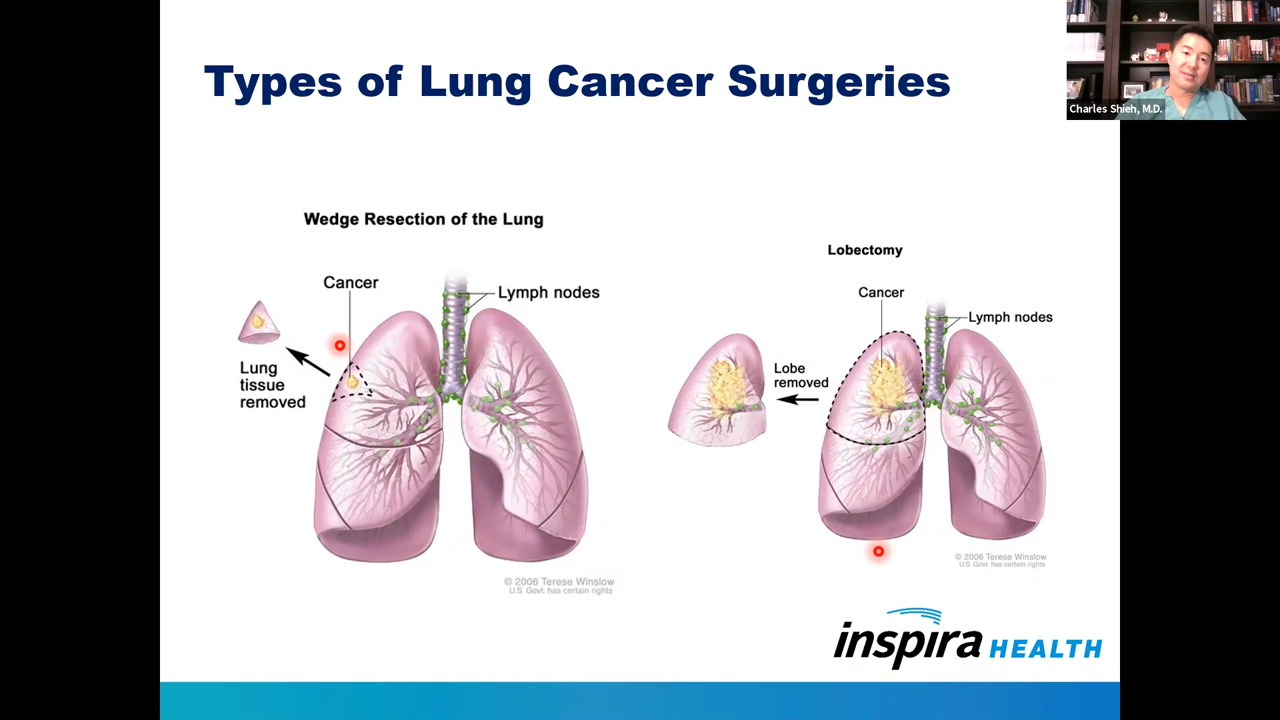 Types of Lung Cancer Surgeries
Charles Shieh, M.D.
Wedge Resection of the Lung
Cancer
Lymph nodes
Lung
tissue
removed
© 2006 Terese Winslow
U.S. Govt. has certain rights
Lobectomy
Cancer
Lymph nodes
Lobe
removed
© 2006 Terese Winslow
U.S. Govt. has certain rights
inspira HEALTH